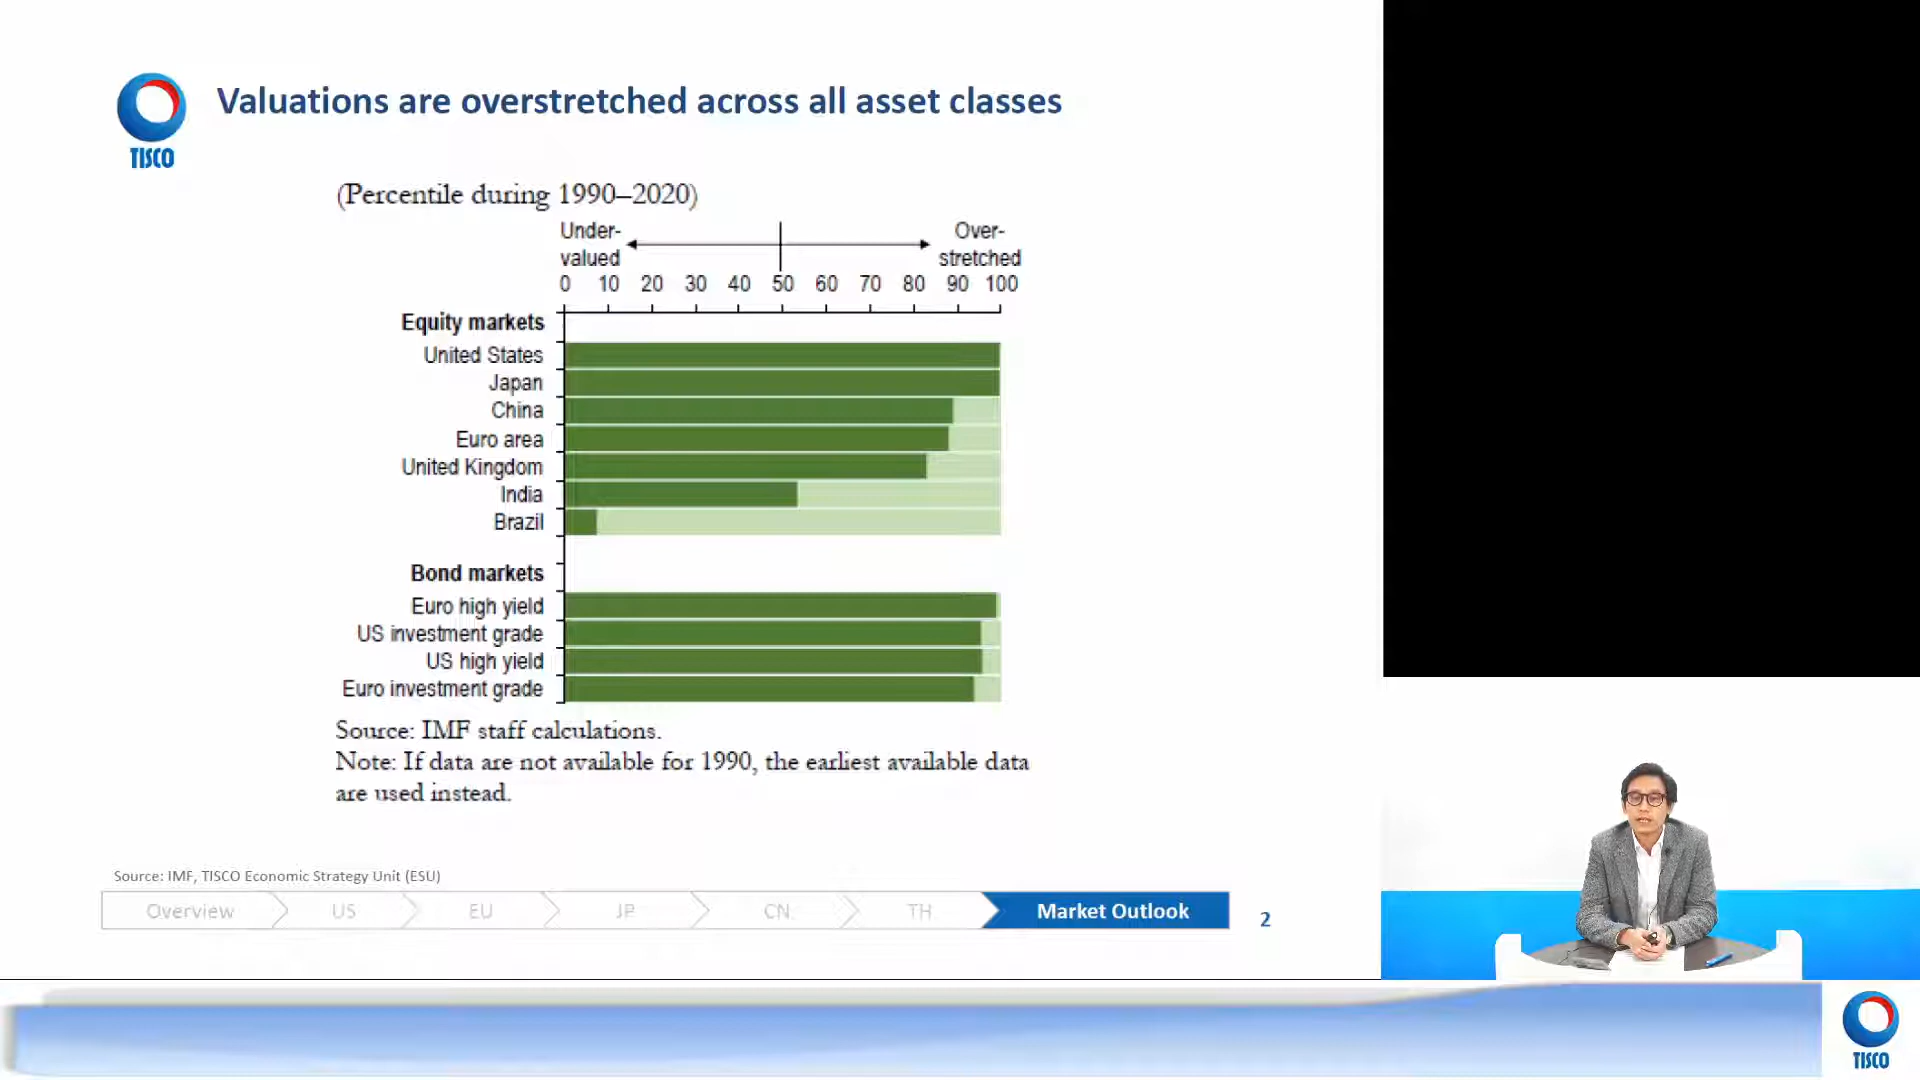 TISCO
Valuations are overstretched across all asset classes
(Percentile during 1990–2020)
Under-
valued
Over-
stretched
0 10 20 30 40 50 60 70 80 90 100
Equity markets
United States
Japan
China
Euro area
United Kingdom
India
Brazil
Bond markets
Euro high yield
US investment grade
US high yield
Euro investment grade
Source: IMF staff calculations.
Note: If data are not available for 1990, the earliest available data
are used instead.
Source: IMF, TISCO Economic Strategy Unit (ESU)
Overview US EU JP CN TH Market Outlook 2
TISCO